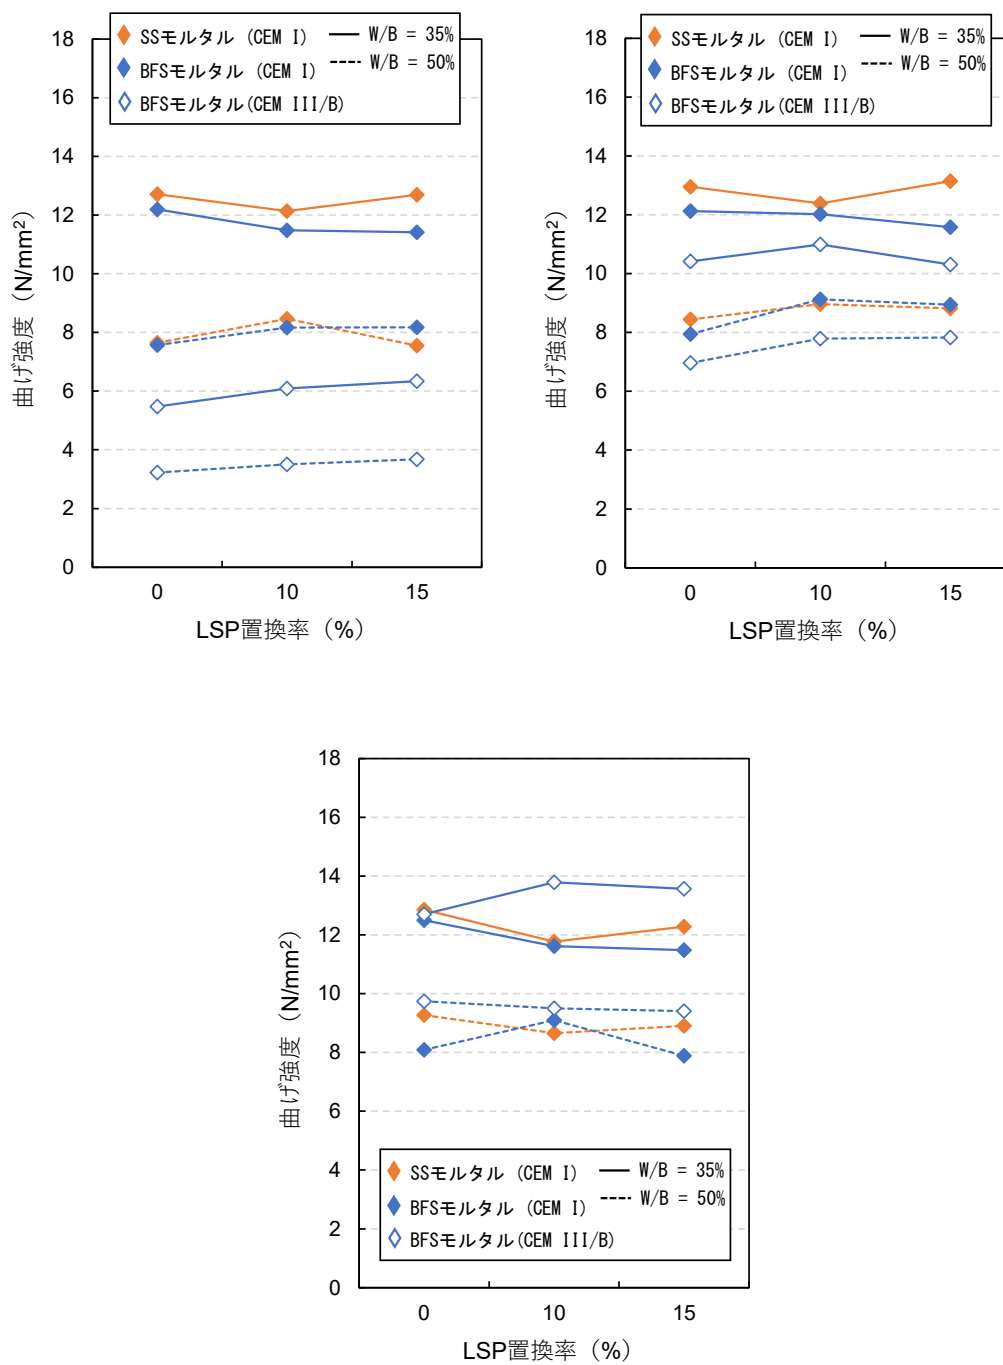 SSモルタル (CEM I)
W/B = 35%
BFSモルタル (CEM I)
W/B = 50%
BFSモルタル(CEM III/B)
18
16
14
12
10
8
6
4
2
0
曲げ強度（N/mm²）
0 10 15
LSP置換率（%）
SSモルタル (CEM I)
W/B = 35%
BFSモルタル (CEM I)
W/B = 50%
BFSモルタル(CEM III/B)
18
16
14
12
10
8
6
4
2
0
曲げ強度（N/mm²）
0 10 15
LSP置換率（%）
18
16
14
12
10
8
6
4
2
0
曲げ強度（N/mm²）
SSモルタル (CEM I)
W/B = 35%
BFSモルタル (CEM I)
W/B = 50%
BFSモルタル(CEM III/B)
0 10 15
LSP置換率（%）